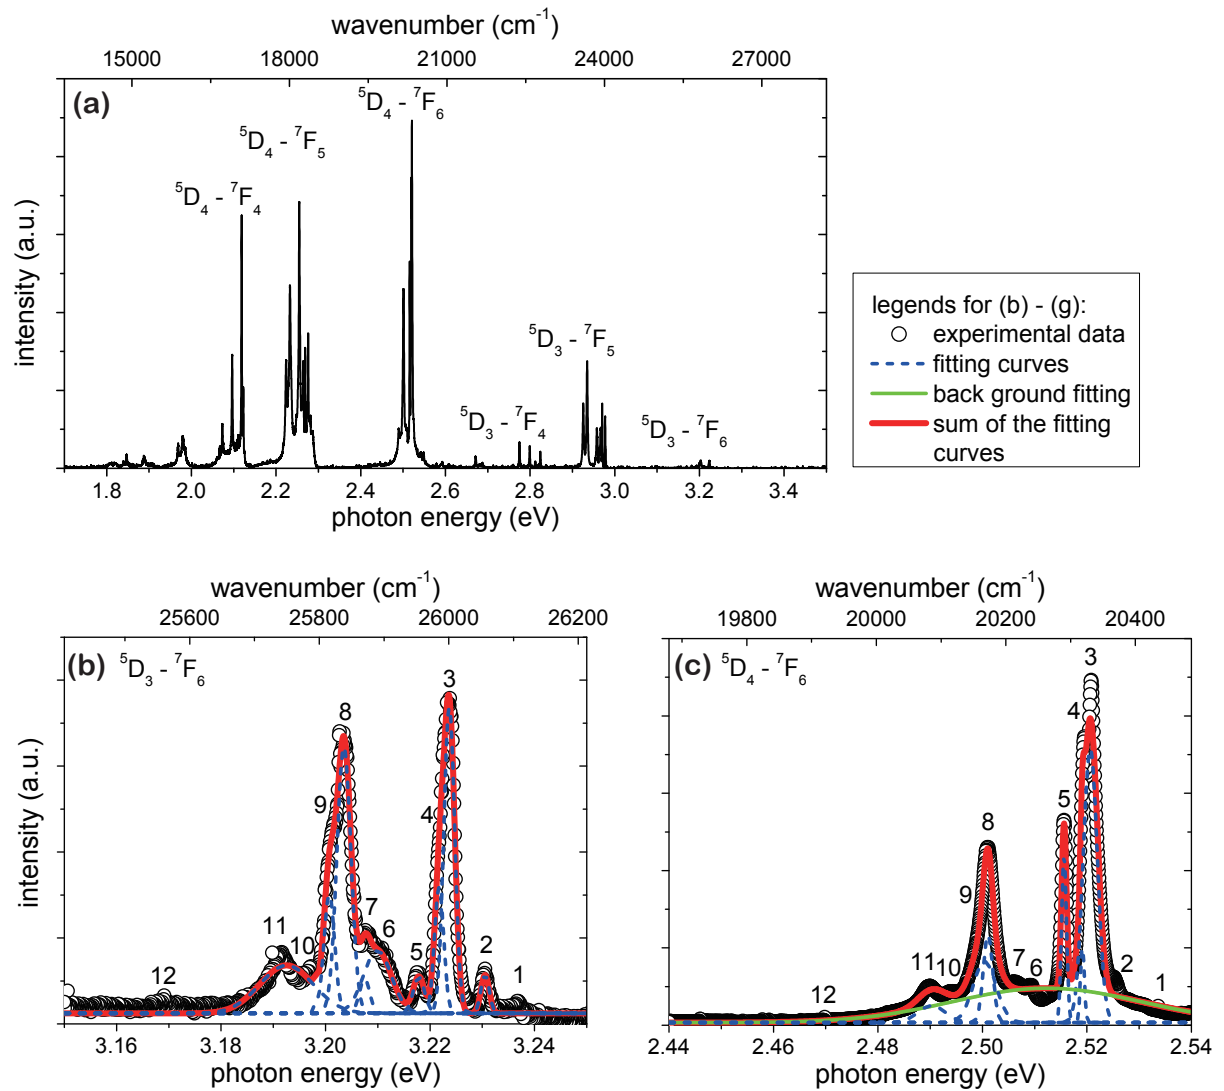 wavenumber (cm⁻¹)
15000 18000 21000 24000 27000
(a)
⁵D₄ - ⁷F₆
⁵D₄ - ⁷F₅
⁵D₄ - ⁷F₄
⁵D₃ - ⁷F₅
⁵D₃ - ⁷F₄
⁵D₃ - ⁷F₆
intensity (a.u.)
1.8 2.0 2.2 2.4 2.6 2.8 3.0 3.2 3.4
photon energy (eV)
legends for (b) - (g):
experimental data
fitting curves
back ground fitting
sum of the fitting
curves
wavenumber (cm⁻¹)
25600 25800 26000 26200
(b) ⁵D₃ - ⁷F₆
3
8
9
4
7
6
11
10
5
2
12
1
intensity (a.u.)
3.16 3.18 3.20 3.22 3.24
photon energy (eV)
wavenumber (cm⁻¹)
19800 20000 20200 20400
(c) ⁵D₄ - ⁷F₆
3
4
5
8
9
11
10
7
6
2
1
12
2.44 2.46 2.48 2.50 2.52 2.54
photon energy (eV)